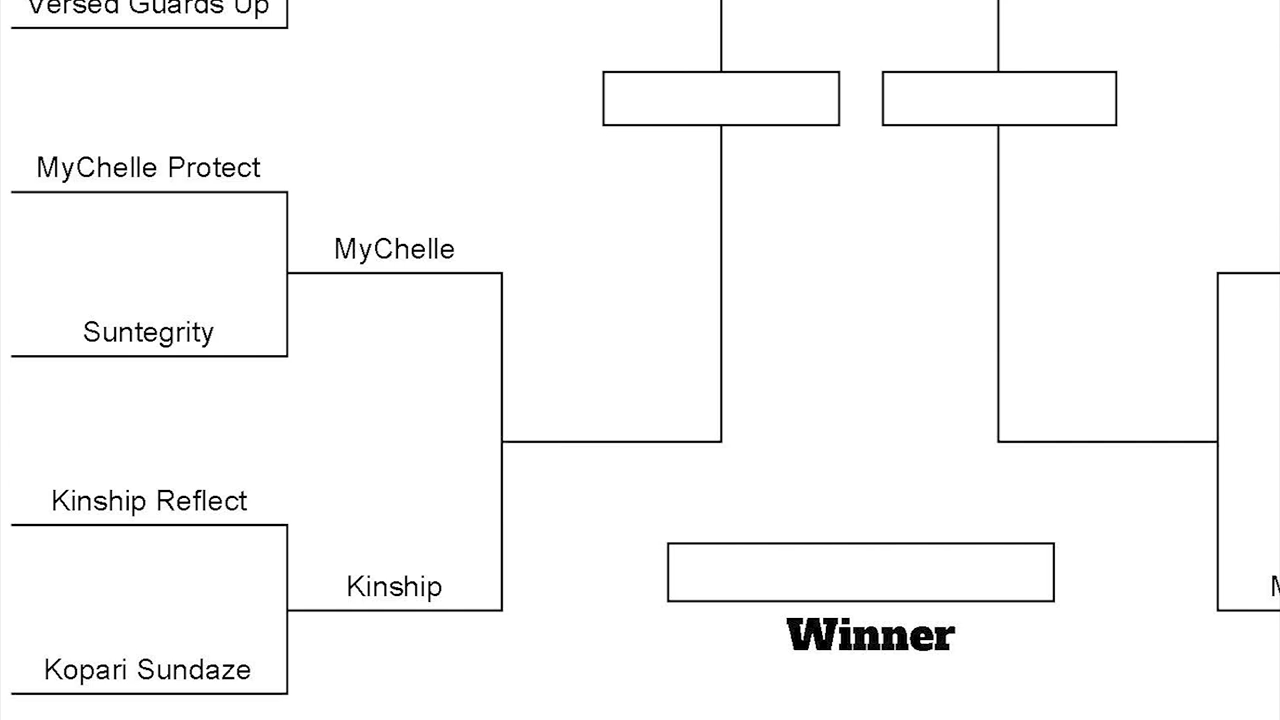 Versed Guards Up
MyChelle Protect
MyChelle
Suntegrity
Kinship Reflect
Kinship
Kopari Sundaze
Winner